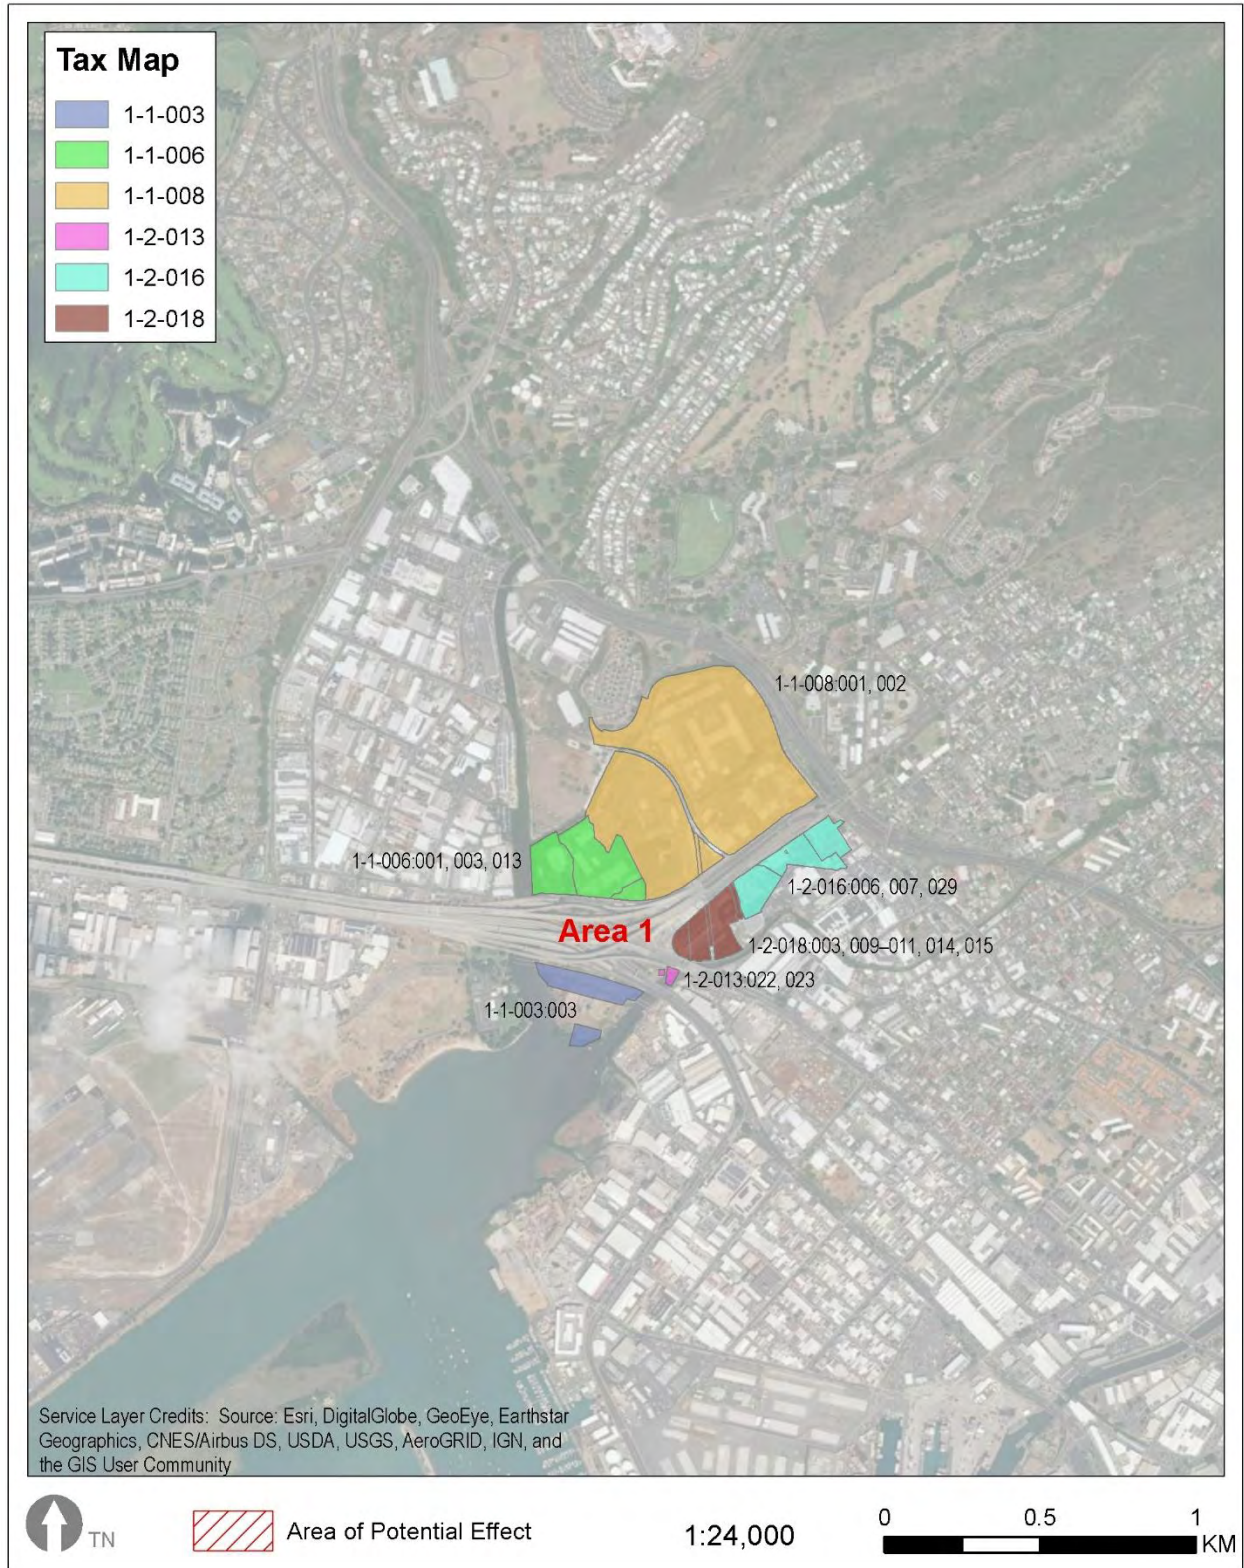 Tax Map
1-1-003
1-1-006
1-1-008
1-2-013
1-2-016
1-2-018
1-1-008:001, 002
1-1-006:001, 003, 013
1-2-016:006, 007, 029
Area 1
1-2-018:003, 009–011, 014, 015
1-2-013:022, 023
1-1-003:003
Service Layer Credits: Source: Esri, DigitalGlobe, GeoEye, Earthstar
Geographics, CNES/Airbus DS, USDA, USGS, AeroGRID, IGN, and
the GIS User Community
TN
Area of Potential Effect
1:24,000
0 0.5 1
KM